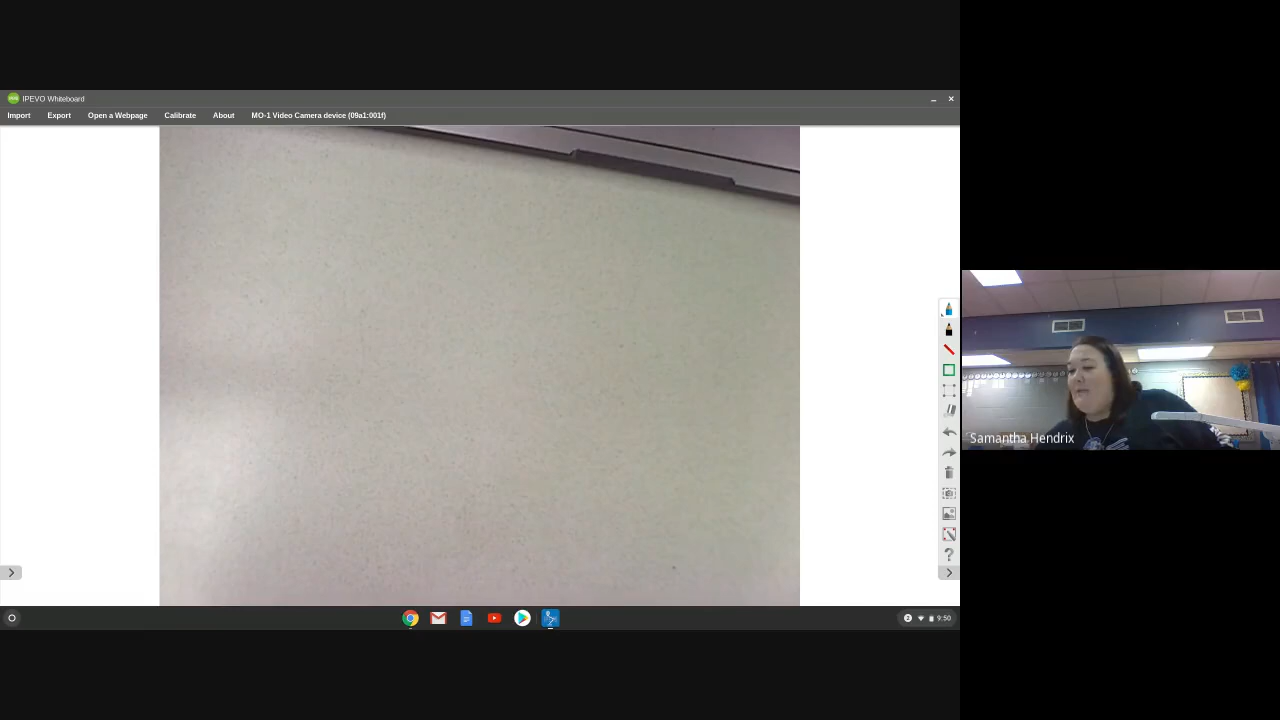 IPEVO Whiteboard
Import Export Open a Webpage Calibrate About MO-1 Video Camera device (09a1:001f)
Samantha Hendrix
2 9:50